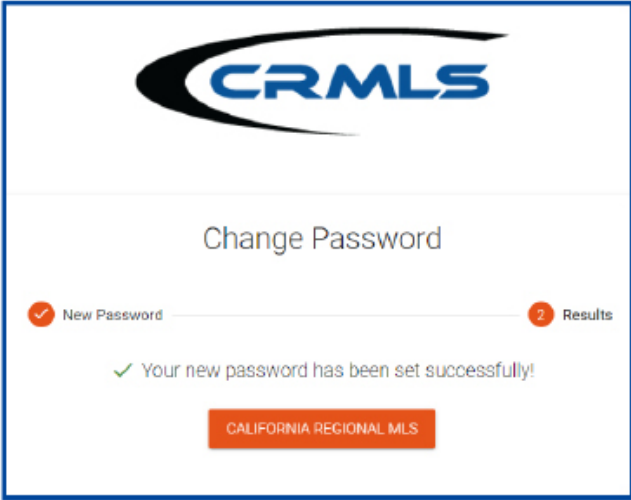 CRMLS
Change Password
New Password
2 Results
Your new password has been set successfully!
CALIFORNIA REGIONAL MLS